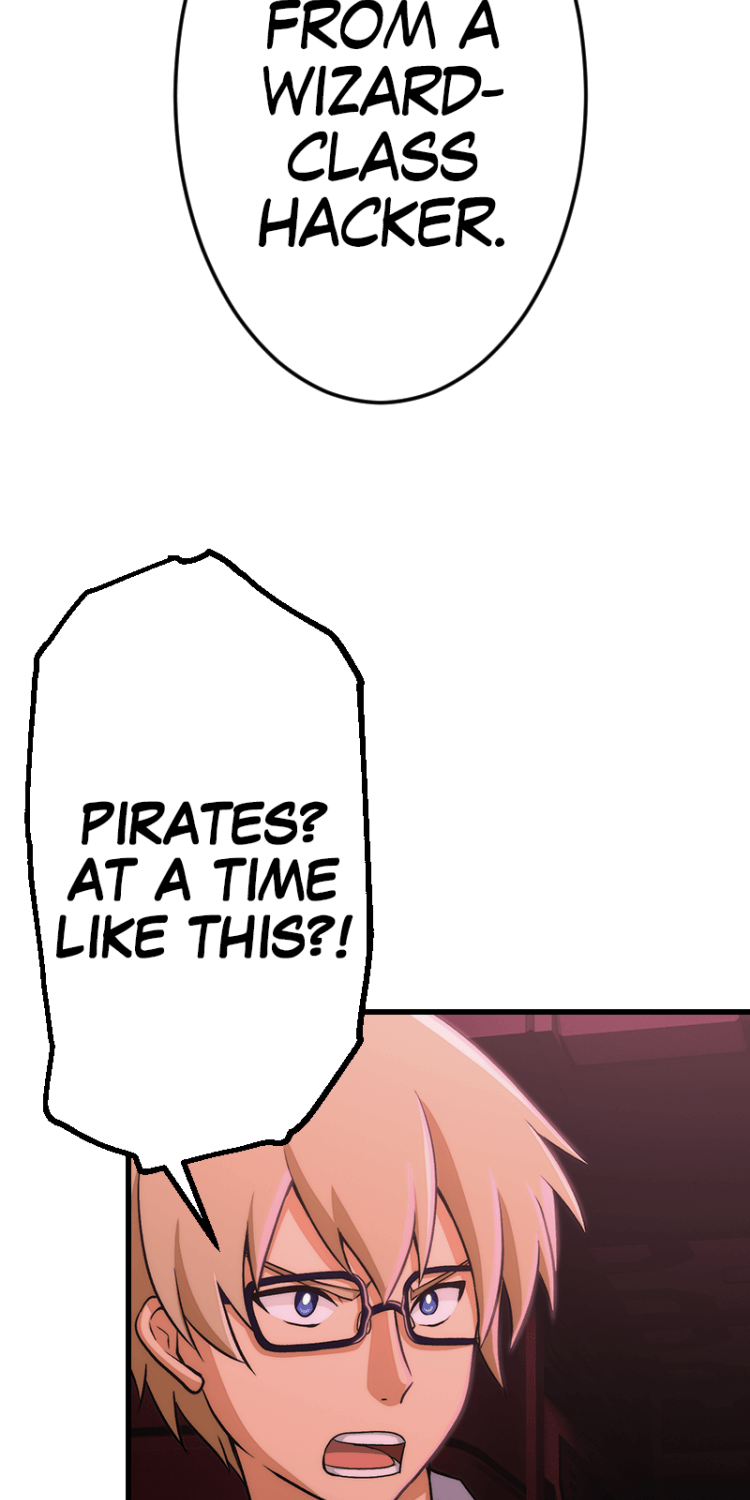 FROM A
WIZARD-
CLASS
HACKER.
PIRATES?
AT A TIME
LIKE THIS?!